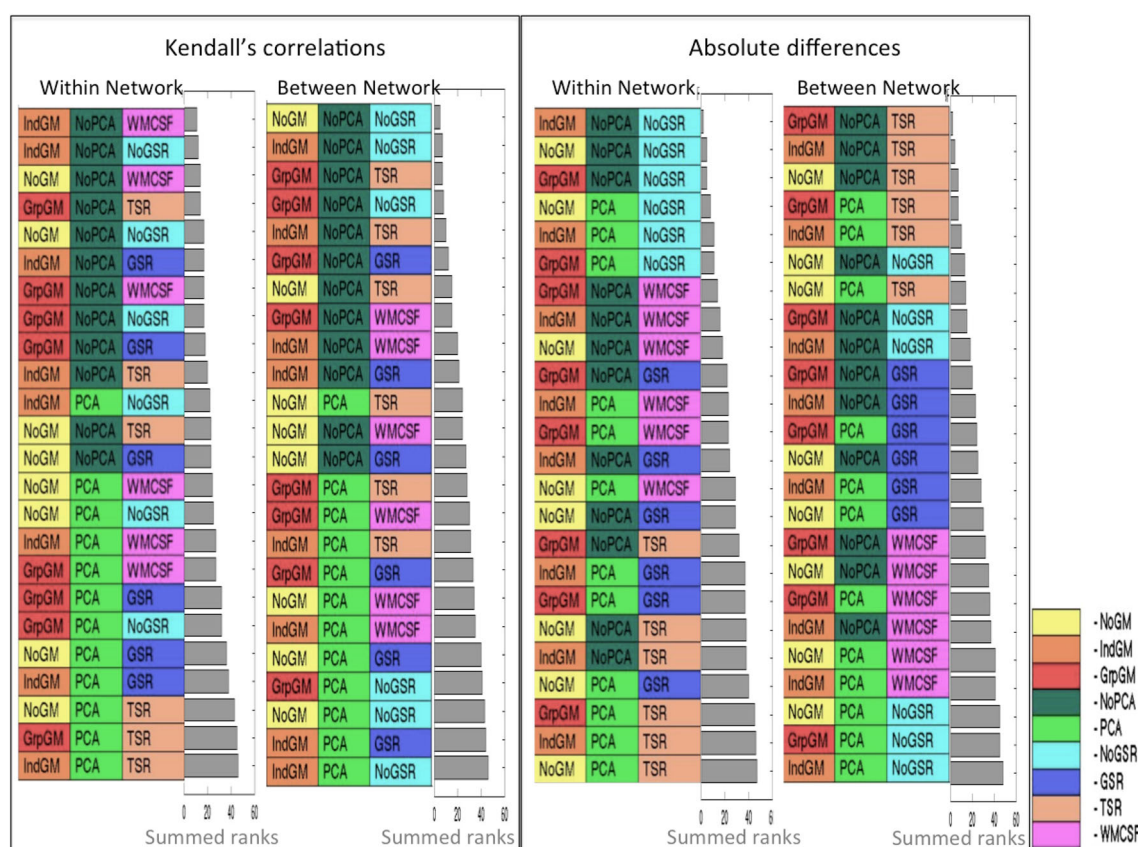 Kendall's correlations
Within Network
IndGM NoPCA WMCSF
IndGM NoPCA NoGSR
NoGM NoPCA WMCSF
GrpGM NoPCA TSR
NoGM NoPCA NoGSR
IndGM NoPCA GSR
GrpGM NoPCA WMCSF
GrpGM NoPCA NoGSR
GrpGM NoPCA GSR
IndGM NoPCA TSR
IndGM PCA NoGSR
NoGM NoPCA TSR
NoGM NoPCA GSR
NoGM PCA WMCSF
NoGM PCA NoGSR
IndGM PCA WMCSF
GrpGM PCA WMCSF
GrpGM PCA GSR
GrpGM PCA NoGSR
NoGM PCA GSR
IndGM PCA GSR
NoGM PCA TSR
GrpGM PCA TSR
IndGM PCA TSR
0 20 40 60
Summed ranks
Between Network
NoGM NoPCA NoGSR
IndGM NoPCA NoGSR
GrpGM NoPCA TSR
GrpGM NoPCA NoGSR
IndGM NoPCA TSR
GrpGM NoPCA GSR
NoGM NoPCA TSR
GrpGM NoPCA WMCSF
IndGM NoPCA WMCSF
IndGM NoPCA GSR
NoGM PCA TSR
NoGM NoPCA WMCSF
NoGM NoPCA GSR
GrpGM PCA TSR
GrpGM PCA WMCSF
IndGM PCA TSR
GrpGM PCA GSR
NoGM PCA WMCSF
IndGM PCA WMCSF
NoGM PCA GSR
GrpGM PCA NoGSR
NoGM PCA NoGSR
IndGM PCA GSR
IndGM PCA NoGSR
0 20 40 60
Summed ranks
Absolute differences
Within Network
IndGM NoPCA NoGSR
NoGM NoPCA NoGSR
GrpGM NoPCA NoGSR
NoGM PCA NoGSR
IndGM PCA NoGSR
GrpGM PCA NoGSR
GrpGM NoPCA WMCSF
IndGM NoPCA WMCSF
NoGM NoPCA WMCSF
GrpGM NoPCA GSR
IndGM PCA WMCSF
GrpGM PCA WMCSF
IndGM NoPCA GSR
NoGM PCA WMCSF
NoGM NoPCA GSR
GrpGM NoPCA TSR
IndGM PCA GSR
GrpGM PCA GSR
NoGM NoPCA TSR
IndGM NoPCA TSR
NoGM PCA GSR
GrpGM PCA TSR
IndGM PCA TSR
NoGM PCA TSR
0 20 40 60
Summed ranks
Between Network
GrpGM NoPCA TSR
IndGM NoPCA TSR
NoGM NoPCA TSR
GrpGM PCA TSR
IndGM PCA TSR
NoGM NoPCA NoGSR
NoGM PCA TSR
GrpGM NoPCA NoGSR
IndGM NoPCA NoGSR
GrpGM NoPCA GSR
IndGM NoPCA GSR
GrpGM PCA GSR
NoGM NoPCA GSR
IndGM PCA GSR
NoGM PCA GSR
GrpGM NoPCA WMCSF
NoGM NoPCA WMCSF
GrpGM PCA WMCSF
IndGM NoPCA WMCSF
NoGM PCA WMCSF
IndGM PCA WMCSF
NoGM PCA NoGSR
GrpGM PCA NoGSR
IndGM PCA NoGSR
0 20 40 60
Summed ranks
- NoGM
- IndGM
- GrpGM
- NoPCA
- PCA
- NoGSR
- GSR
- TSR
- WMCSF